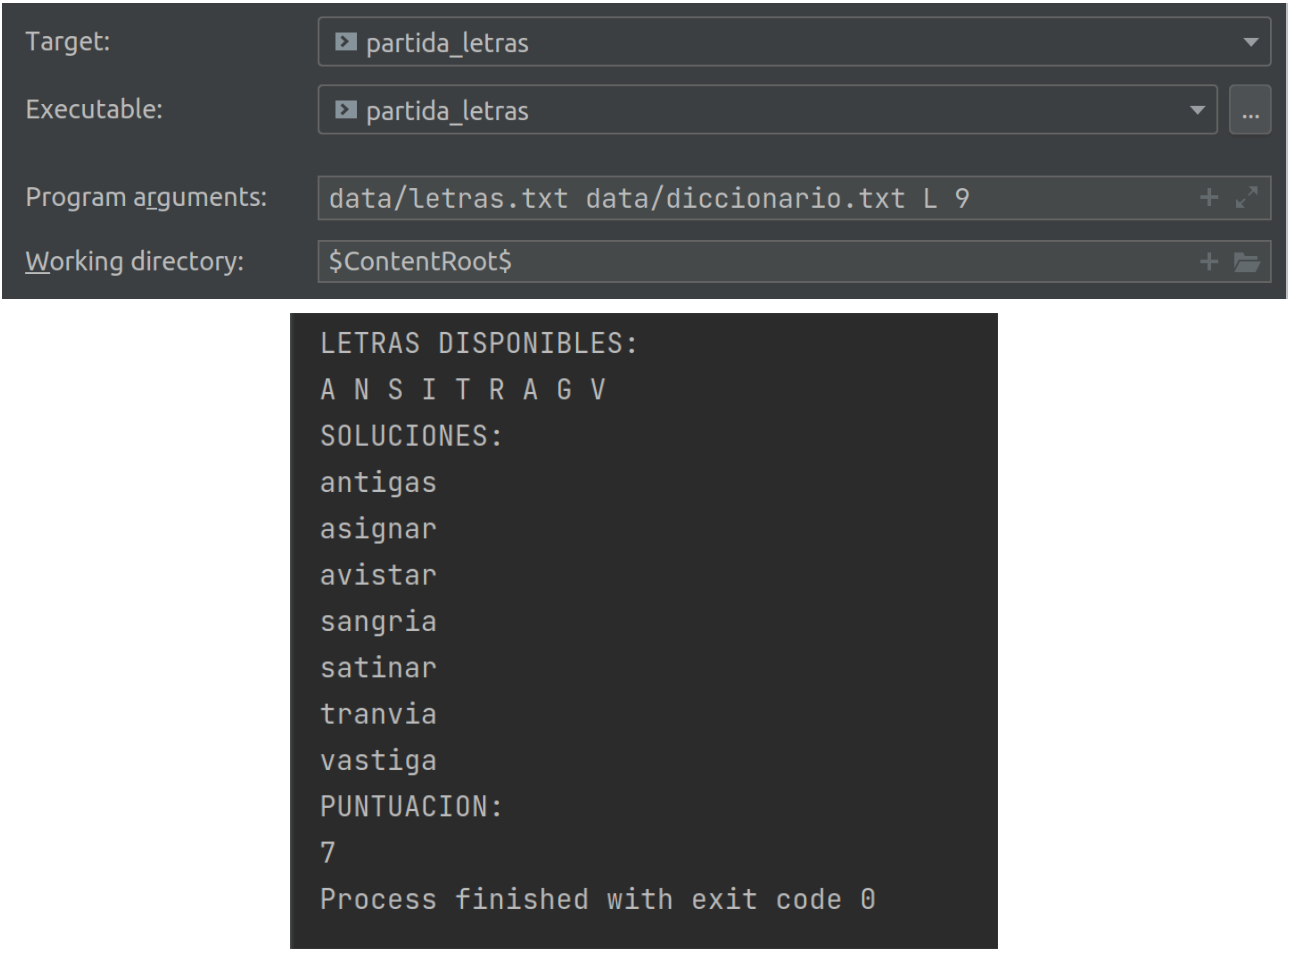 Target: partida_letras
Executable: partida_letras ...
Program arguments: data/letras.txt data/diccionario.txt L 9
Working directory: $ContentRoot$
LETRAS DISPONIBLES:
A N S I T R A G V
SOLUCIONES:
antigas
asignar
avistar
sangria
satinar
tranvia
vastiga
PUNTUACION:
7
Process finished with exit code 0